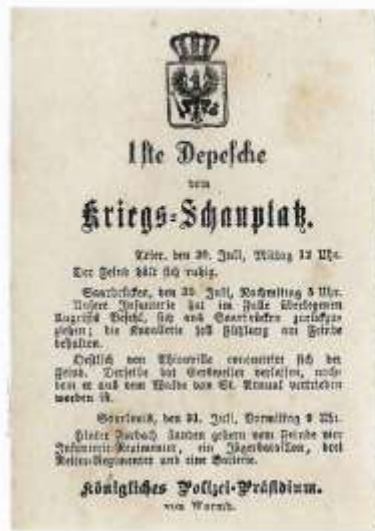 1ste Depesche
vom
Kriegs-Schauplatz.
Trier, den 30. Juli, Mittag 12 Uhr.
Der Feind hält sich ruhig.
Saarbrücken, den 30. Juli, Nachmittag 5 Uhr.
Unsere Infanterie hat im Falle überlegenen
Angriffs Befehl, sich aus Saarbrücken zurückzu-
ziehen; die Kavallerie soll Fühlung am Feinde
behalten.
Oestlich von Thionville concentrirt sich der
Feind. Derselbe hat Gersweiler verlassen, nach-
dem er aus dem Walde von St. Arnual vertrieben
worden ist.
Saarlouis, den 31. Juli, Vormittag 9 Uhr.
Hinter Forbach standen gestern vom Feinde vier
Infanterie-Regimenter, ein Jägerbataillon, drei
Reiter-Regimenter und eine Batterie.
Königliches Polizei-Präsidium.
von Wurmb.